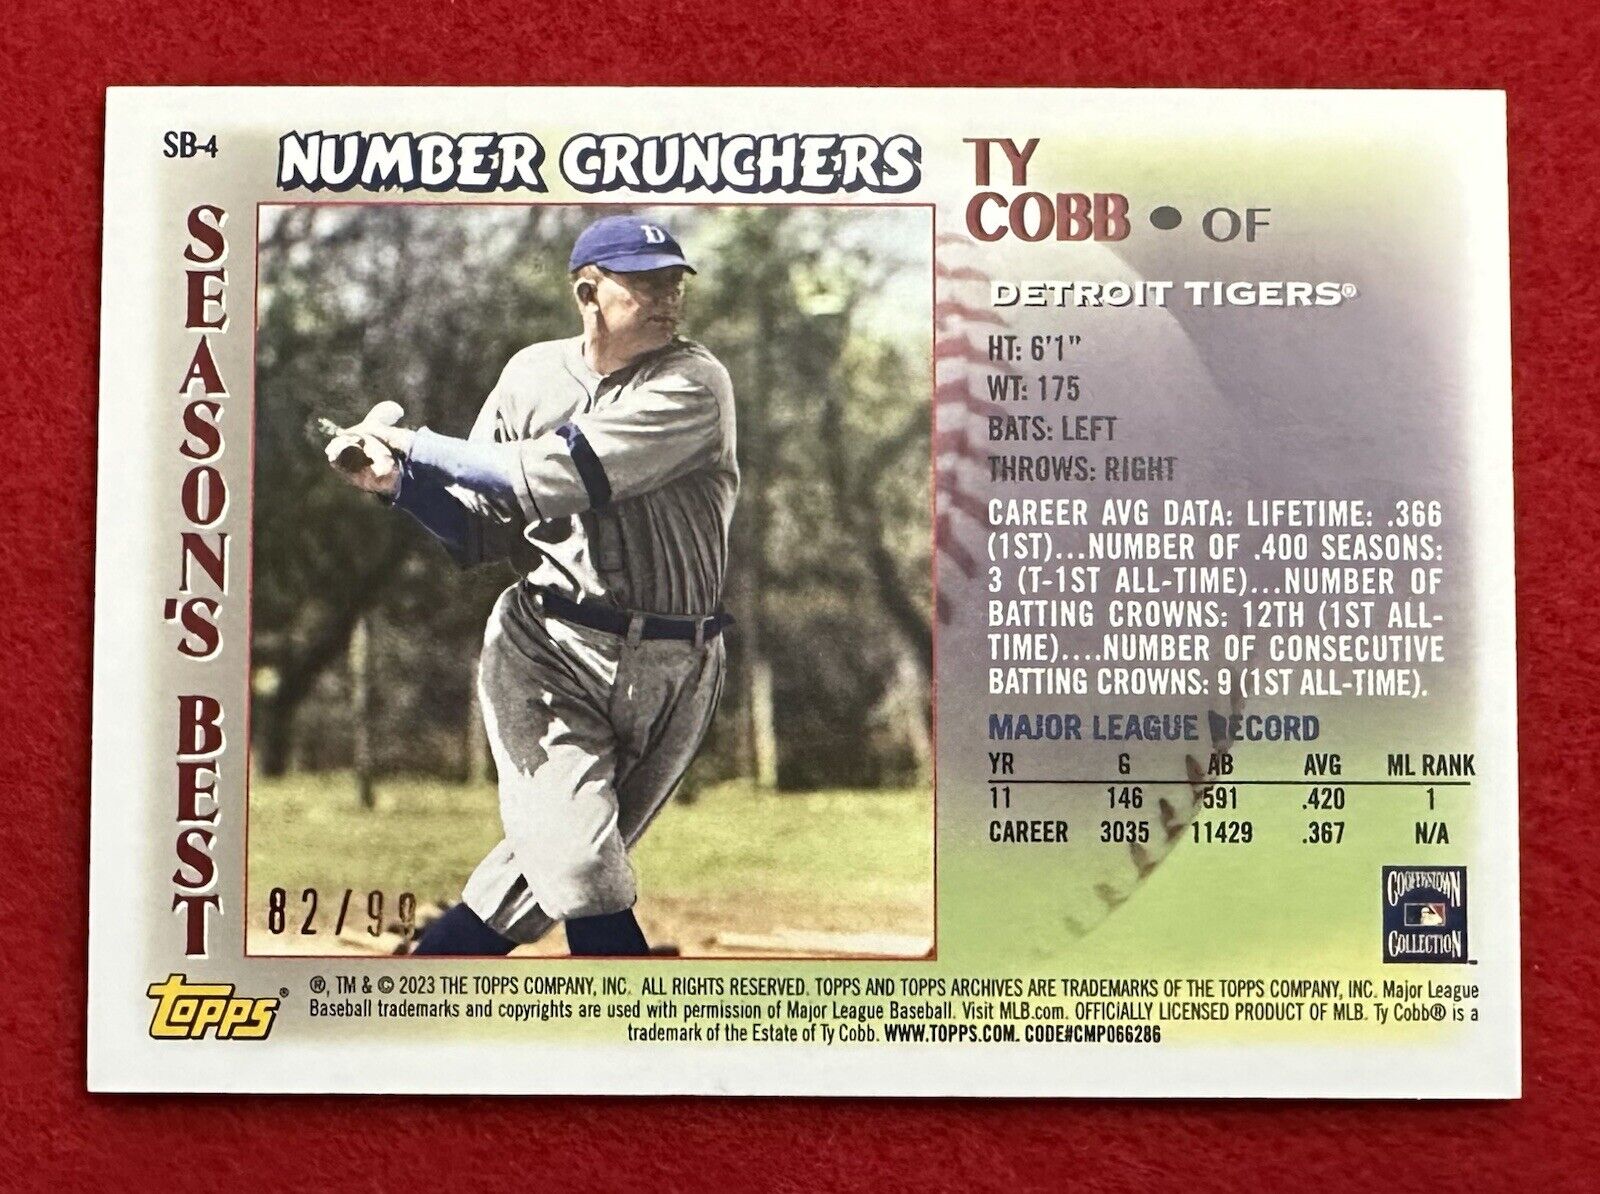 SB-4
NUMBER CRUNCHERS
SEASON'S BEST
D
82/99
TY
COBB • OF
DETROIT TIGERS®
HT: 6'1"
WT: 175
BATS: LEFT
THROWS: RIGHT
CAREER AVG DATA: LIFETIME: .366
(1ST)...NUMBER OF .400 SEASONS:
3 (T-1ST ALL-TIME)...NUMBER OF
BATTING CROWNS: 12TH (1ST ALL-
TIME)....NUMBER OF CONSECUTIVE
BATTING CROWNS: 9 (1ST ALL-TIME).
MAJOR LEAGUE RECORD
YR G AB AVG ML RANK
11 146 591 .420 1
CAREER 3035 11429 .367 N/A
COOPERSTOWN
COLLECTION
TOPPS®
®, TM & © 2023 THE TOPPS COMPANY, INC. ALL RIGHTS RESERVED. TOPPS AND TOPPS ARCHIVES ARE TRADEMARKS OF THE TOPPS COMPANY, INC. Major League
Baseball trademarks and copyrights are used with permission of Major League Baseball. Visit MLB.com. OFFICIALLY LICENSED PRODUCT OF MLB. Ty Cobb® is a
trademark of the Estate of Ty Cobb. WWW.TOPPS.COM. CODE#CMP066286